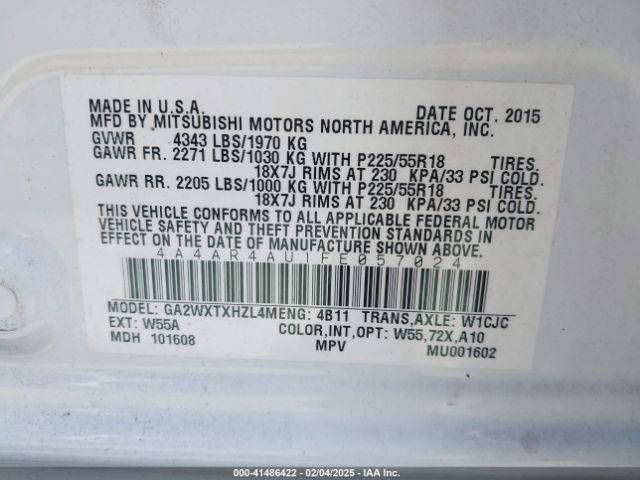 MADE IN U.S.A. DATE OCT. 2015
MFD BY MITSUBISHI MOTORS NORTH AMERICA, INC.
GVWR 4343 LBS/1970 KG
GAWR FR. 2271 LBS/1030 KG WITH P225/55R18 TIRES.
18X7J RIMS AT 230 KPA/33 PSI COLD.
GAWR RR. 2205 LBS/1000 KG WITH P225/55R18 TIRES.
18X7J RIMS AT 230 KPA/33 PSI COLD.
THIS VEHICLE CONFORMS TO ALL APPLICABLE FEDERAL MOTOR
VEHICLE SAFETY AND THEFT PREVENTION STANDARDS IN
EFFECT ON THE DATE OF MANUFACTURE SHOWN ABOVE.
4A4AR4AU1FE057024
MODEL: GA2WXTXHZL4M ENG: 4B11 TRANS,AXLE: W1CJC
EXT: W55A COLOR,INT,OPT: W55,72X,A10
MDH 101608 MPV MU001602
000-41486422 - 02/04/2025 - IAA Inc.